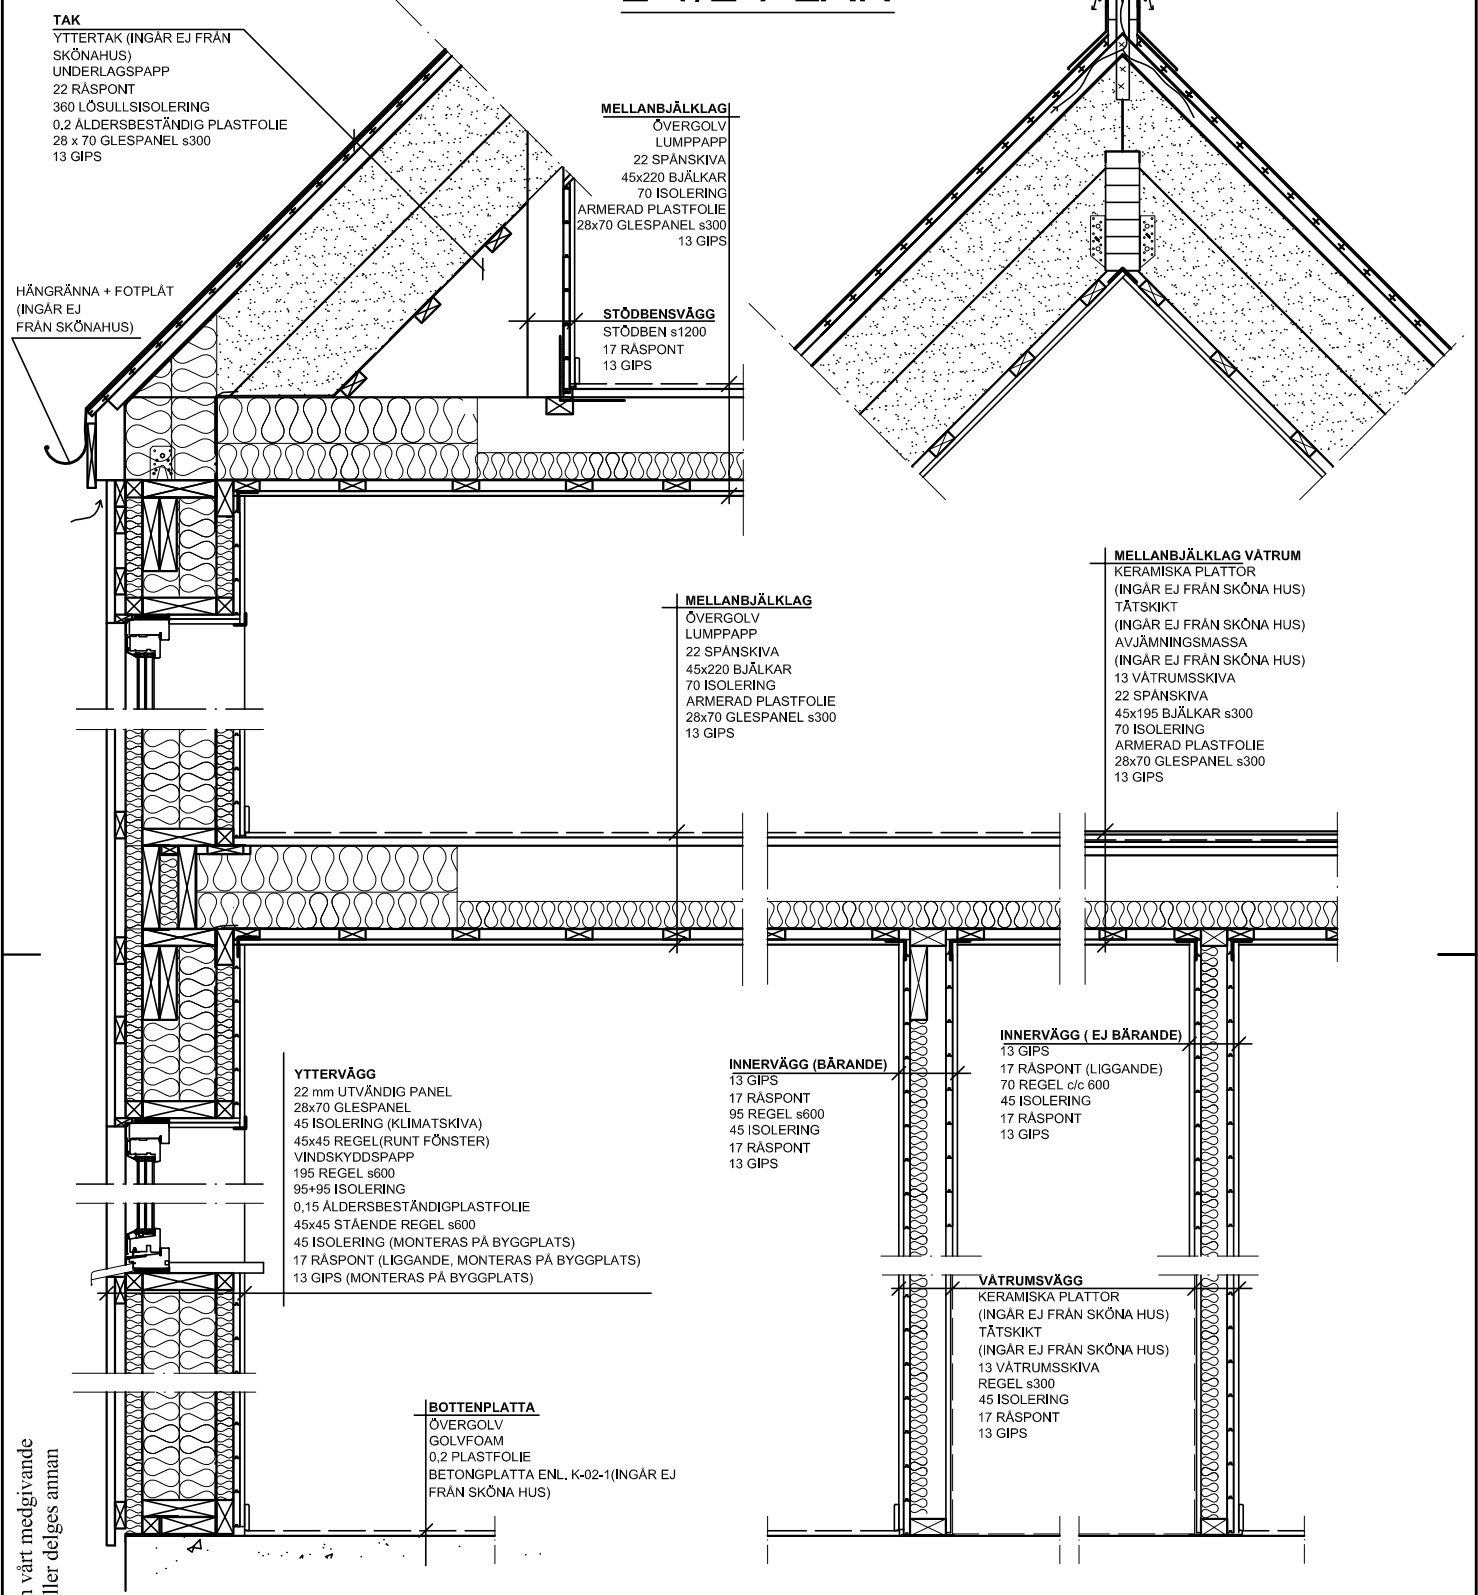 TAK
YTTERTAK (INGÅR EJ FRÅN
SKÖNAHUS)
UNDERLAGSPAPP
22 RÅSPONT
360 LÖSULLSISOLERING
0,2 ÅLDERSBESTÄNDIG PLASTFOLIE
28 x 70 GLESPANEL s300
13 GIPS
MELLANBJÄLKLAG
ÖVERGOLV
LUMPPAPP
22 SPÅNSKIVA
45x220 BJÄLKAR
70 ISOLERING
ARMERAD PLASTFOLIE
28x70 GLESPANEL s300
13 GIPS
HÄNGRÄNNA + FOTPLÅT
(INGÅR EJ
FRÅN SKÖNAHUS)
STÖDBENSVÄGG
STÖDBEN s1200
17 RÅSPONT
13 GIPS
MELLANBJÄLKLAG
ÖVERGOLV
LUMPPAPP
22 SPÅNSKIVA
45x220 BJÄLKAR
70 ISOLERING
ARMERAD PLASTFOLIE
28x70 GLESPANEL s300
13 GIPS
MELLANBJÄLKLAG VÅTRUM
KERAMISKA PLATTOR
(INGÅR EJ FRÅN SKÖNA HUS)
TÄTSKIKT
(INGÅR EJ FRÅN SKÖNA HUS)
AVJÄMNINGSMASSA
(INGÅR EJ FRÅN SKÖNA HUS)
13 VÅTRUMSSKIVA
22 SPÅNSKIVA
45x195 BJÄLKAR s300
70 ISOLERING
ARMERAD PLASTFOLIE
28x70 GLESPANEL s300
13 GIPS
YTTERVÄGG
22 mm UTVÄNDIG PANEL
28x70 GLESPANEL
45 ISOLERING (KLIMATSKIVA)
45x45 REGEL(RUNT FÖNSTER)
VINDSKYDDSPAPP
195 REGEL s600
95+95 ISOLERING
0,15 ÅLDERSBESTÄNDIGPLASTFOLIE
45x45 STÅENDE REGEL s600
45 ISOLERING (MONTERAS PÅ BYGGPLATS)
17 RÅSPONT (LIGGANDE, MONTERAS PÅ BYGGPLATS)
13 GIPS (MONTERAS PÅ BYGGPLATS)
INNERVÄGG (BÄRANDE)
13 GIPS
17 RÅSPONT
95 REGEL s600
45 ISOLERING
17 RÅSPONT
13 GIPS
INNERVÄGG ( EJ BÄRANDE)
13 GIPS
17 RÅSPONT (LIGGANDE)
70 REGEL c/c 600
45 ISOLERING
17 RÅSPONT
13 GIPS
VÅTRUMSVÄGG
KERAMISKA PLATTOR
(INGÅR EJ FRÅN SKÖNA HUS)
TÄTSKIKT
(INGÅR EJ FRÅN SKÖNA HUS)
13 VÅTRUMSSKIVA
REGEL s300
45 ISOLERING
17 RÅSPONT
13 GIPS
BOTTENPLATTA
ÖVERGOLV
GOLVFOAM
0,2 PLASTFOLIE
BETONGPLATTA ENL. K-02-1(INGÅR EJ
FRÅN SKÖNA HUS)
vårt medgivande
ller delges annan